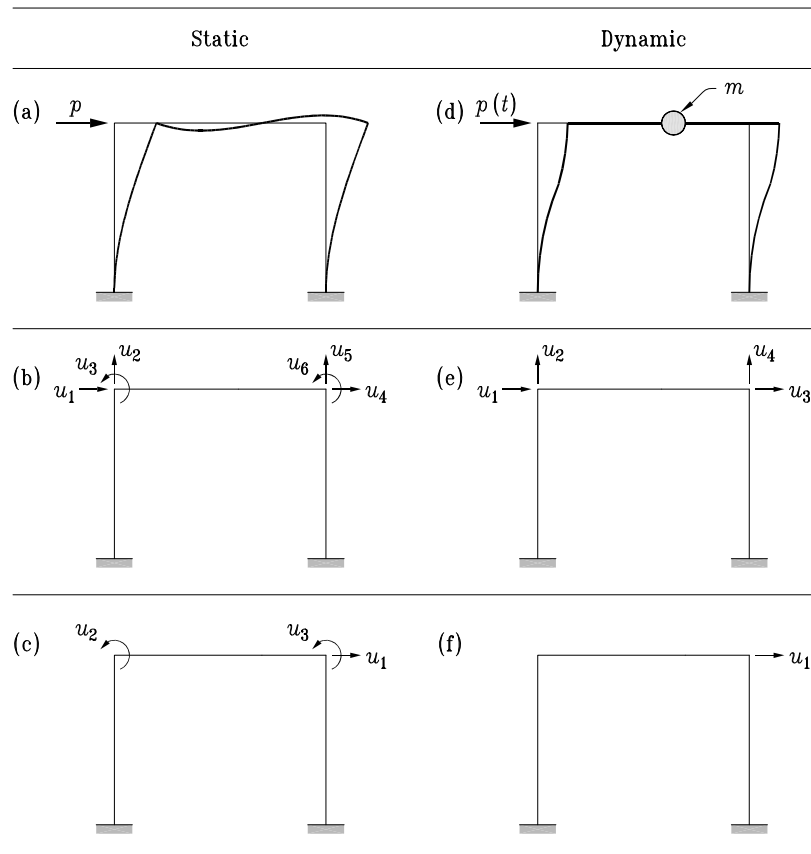 Static Dynamic
(a) p (d) p(t) m
(b) u₁ u₃ u₂ u₆ u₅ u₄ (e) u₁ u₂ u₄ u₃
(c) u₂ u₃ u₁ (f) u₁